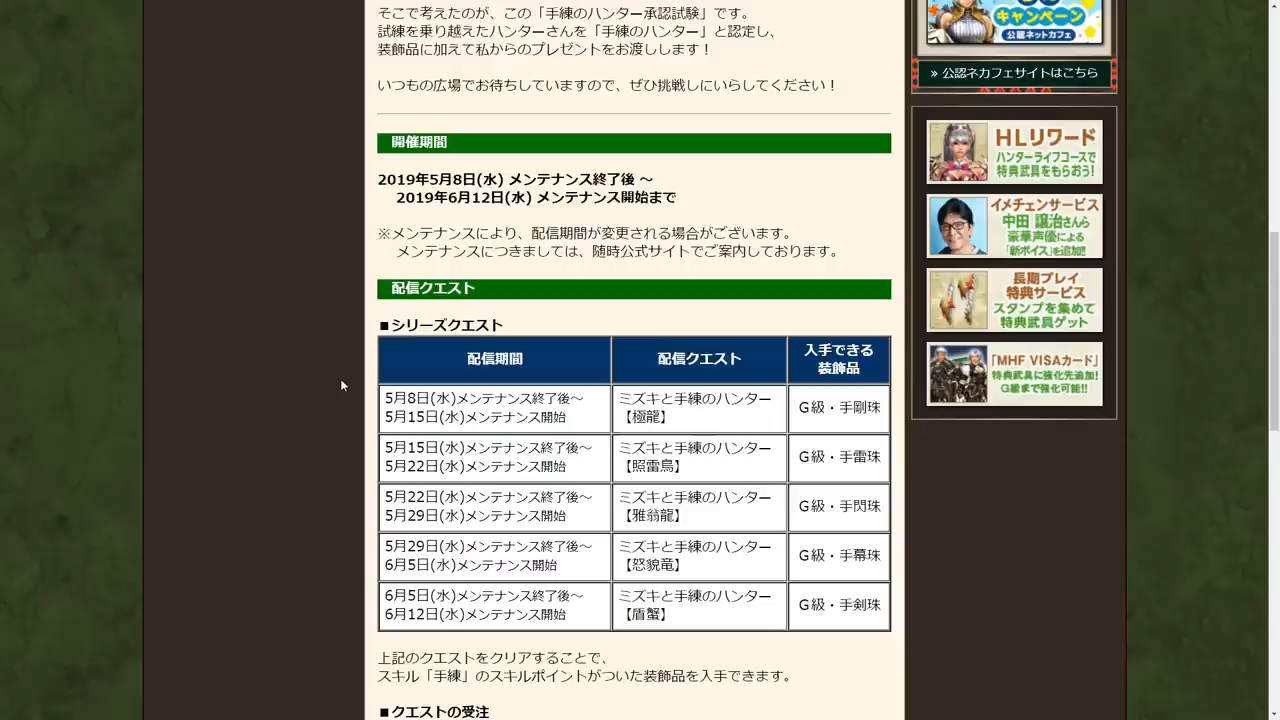 そこで考えたのが、この「手練のハンター承認試験」です。
試練を乗り越えたハンターさんを「手練のハンター」と認定し、
装飾品に加えて私からのプレゼントをお渡しします！
いつもの広場でお待ちしていますので、ぜひ挑戦しにいらしてください！
開催期間
2019年5月8日(水) メンテナンス終了後 ～
2019年6月12日(水) メンテナンス開始まで
※メンテナンスにより、配信期間が変更される場合がございます。
メンテナンスにつきましては、随時公式サイトでご案内しております。
配信クエスト
■シリーズクエスト
配信期間
配信クエスト
入手できる
装飾品
5月8日(水)メンテナンス終了後～
5月15日(水)メンテナンス開始
ミズキと手練のハンター
【極龍】
Ｇ級・手剛珠
5月15日(水)メンテナンス終了後～
5月22日(水)メンテナンス開始
ミズキと手練のハンター
【照雷鳥】
Ｇ級・手雷珠
5月22日(水)メンテナンス終了後～
5月29日(水)メンテナンス開始
ミズキと手練のハンター
【雅翁龍】
Ｇ級・手閃珠
5月29日(水)メンテナンス終了後～
6月5日(水)メンテナンス開始
ミズキと手練のハンター
【怒貌竜】
Ｇ級・手幕珠
6月5日(水)メンテナンス終了後～
6月12日(水)メンテナンス開始
ミズキと手練のハンター
【盾蟹】
Ｇ級・手剣珠
上記のクエストをクリアすることで、
スキル「手練」のスキルポイントがついた装飾品を入手できます。
■クエストの受注
キャンペーン
公認ネットカフェ
» 公認ネカフェサイトはこちら
HLリワード
ハンターライフコースで
特典武具をもらおう!
イメチェンサービス
中田 譲治さんら
豪華声優による
「新ボイス」を追加!!
長期プレイ
特典サービス
スタンプを集めて
特典武具ゲット
「MHF VISAカード」
特典武具に強化先追加!
G級まで強化可能!!